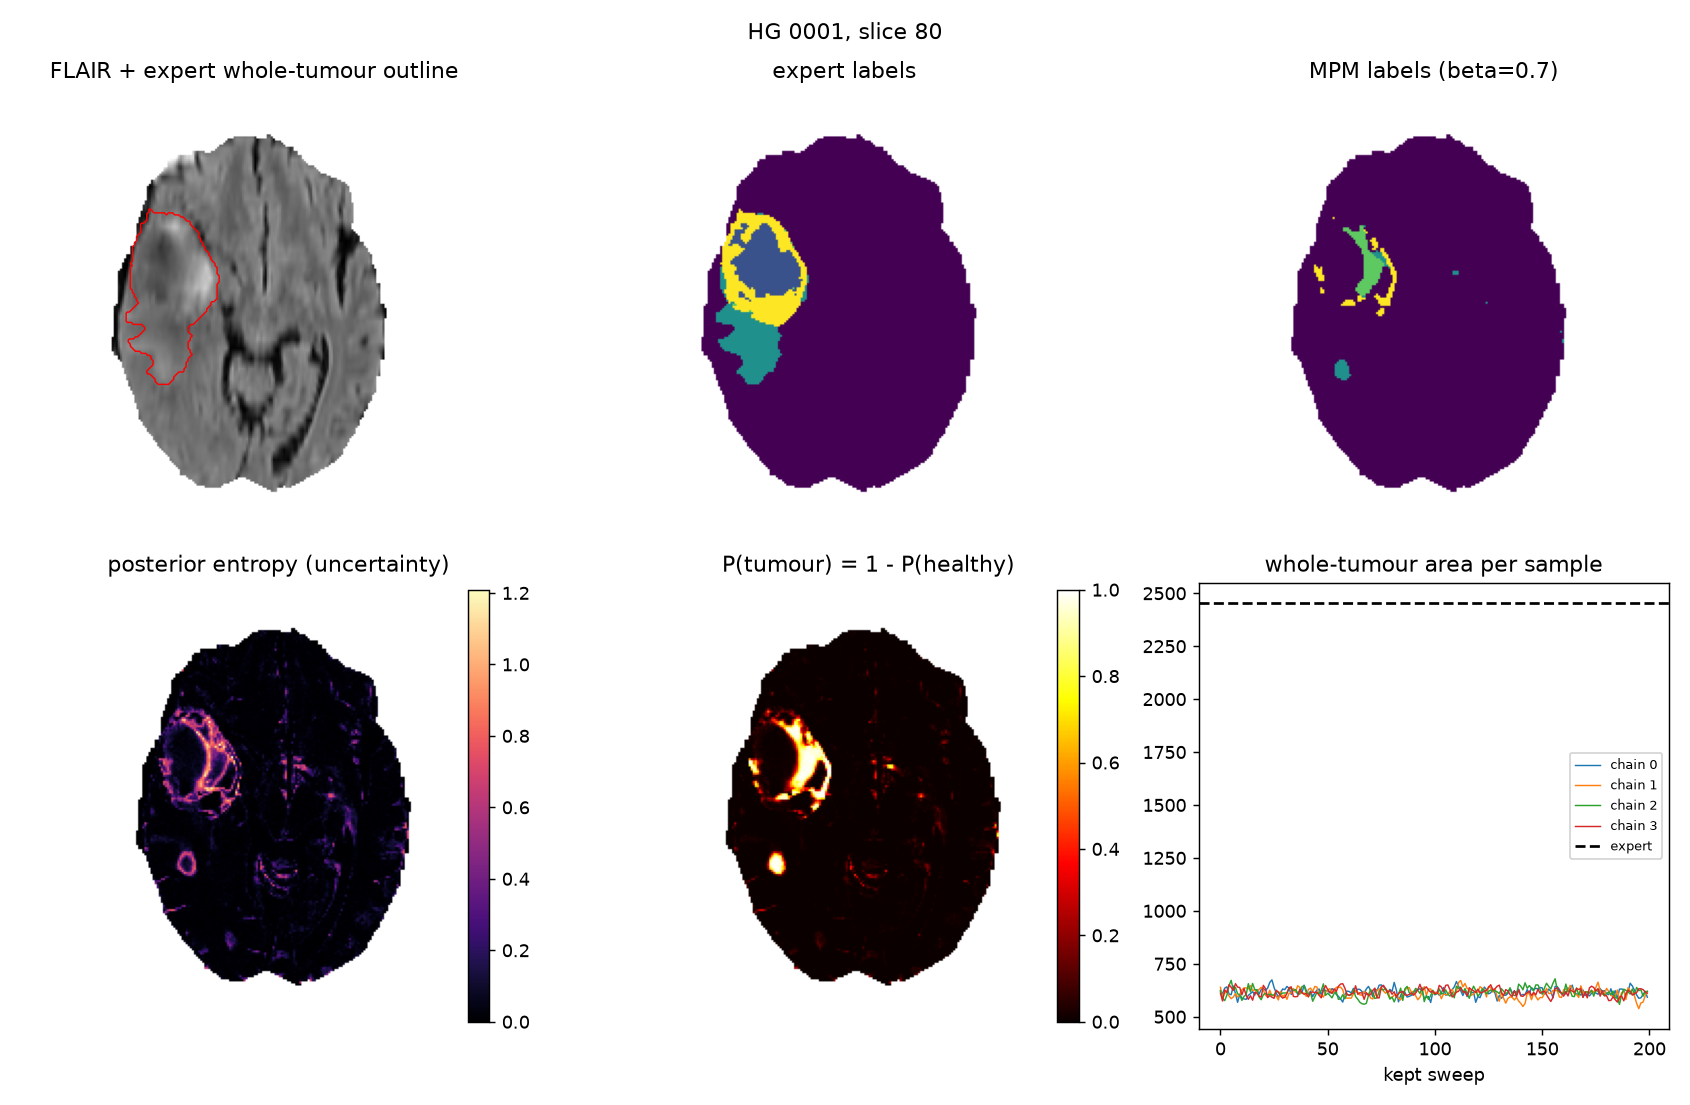 HG 0001, slice 80
FLAIR + expert whole-tumour outline
expert labels
MPM labels (beta=0.7)
posterior entropy (uncertainty)
1.2
1.0
0.8
0.6
0.4
0.2
0.0
P(tumour) = 1 - P(healthy)
1.0
0.8
0.6
0.4
0.2
0.0
whole-tumour area per sample
2500
2250
2000
1750
1500
1250
1000
750
500
chain 0
chain 1
chain 2
chain 3
expert
0
50
100
150
200
kept sweep